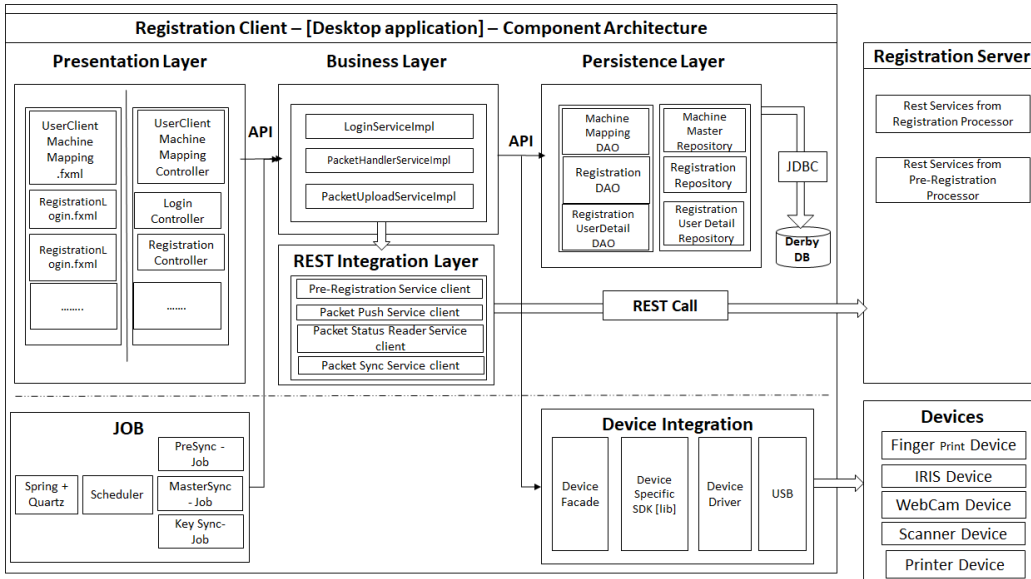 Registration Client – [Desktop application] – Component Architecture
Presentation Layer
UserClient
Machine
Mapping
.fxml
RegistrationL
ogin.fxml
RegistrationL
ogin.fxml
........
UserClient
Machine
Mapping
Controller
Login
Controller
Registration
Controller
.......
API
Business Layer
LoginServiceImpl
PacketHandlerServiceImpl
PacketUploadServiceImpl
API
Persistence Layer
Machine
Mapping
DAO
Registration
DAO
Registration
UserDetail
DAO
Machine
Master
Repository
Registration
Repository
Registration
User Detail
Repository
JDBC
Derby
DB
REST Integration Layer
Pre-Registration Service client
Packet Push Service client
Packet Status Reader Service
client
Packet Sync Service client
REST Call
Registration Server
Rest Services from
Registration Processor
Rest Services from
Pre-Registration
Processor
JOB
Spring +
Quartz
Scheduler
PreSync -
Job
MasterSync
- Job
Key Sync-
Job
Device Integration
Device
Facade
Device
Specific
SDK [lib]
Device
Driver
USB
Devices
Finger Print Device
IRIS Device
WebCam Device
Scanner Device
Printer Device